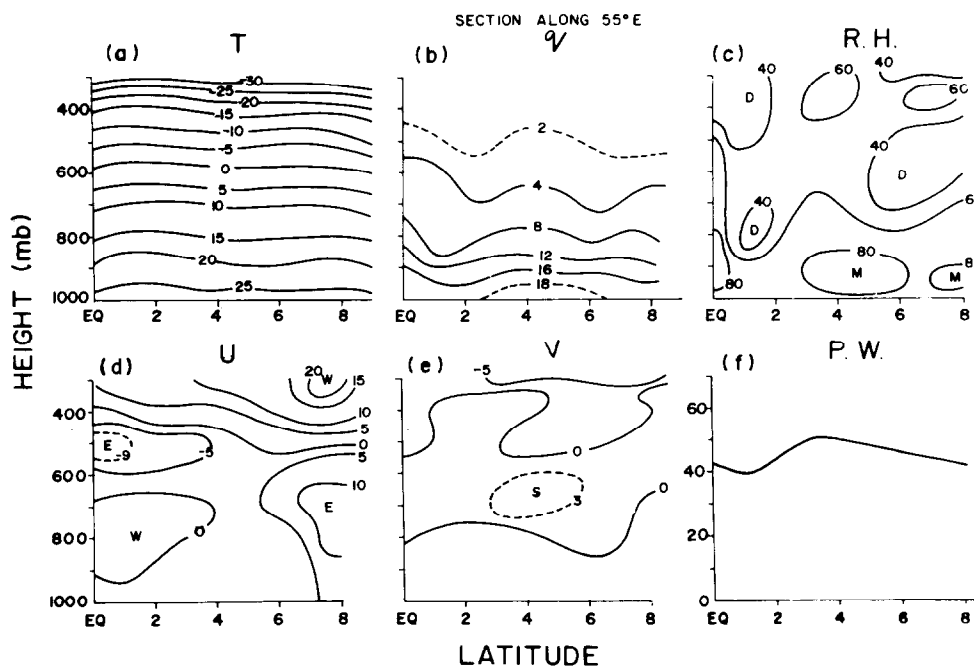 SECTION ALONG 55°E
(a) T
(b) q
(c) R. H.
-30
-25
-20
-15
-10
-5
0
5
10
15
20
25
400
600
800
1000
EQ 2 4 6 8
2
4
8
12
16
18
EQ 2 4 6 8
40 60 40
D
60
40
40
D
D
6
80
80
M
M
8
EQ 2 4 6 8
HEIGHT (mb)
(d) U
(e) V
(f) P. W.
20
W
15
10
5
0
5
E
-9
-5
10
E
W
0
400
600
800
1000
EQ 2 4 6 8
-5
0
S
3
0
EQ 2 4 6 8
60
40
20
0
EQ 2 4 6 8
LATITUDE